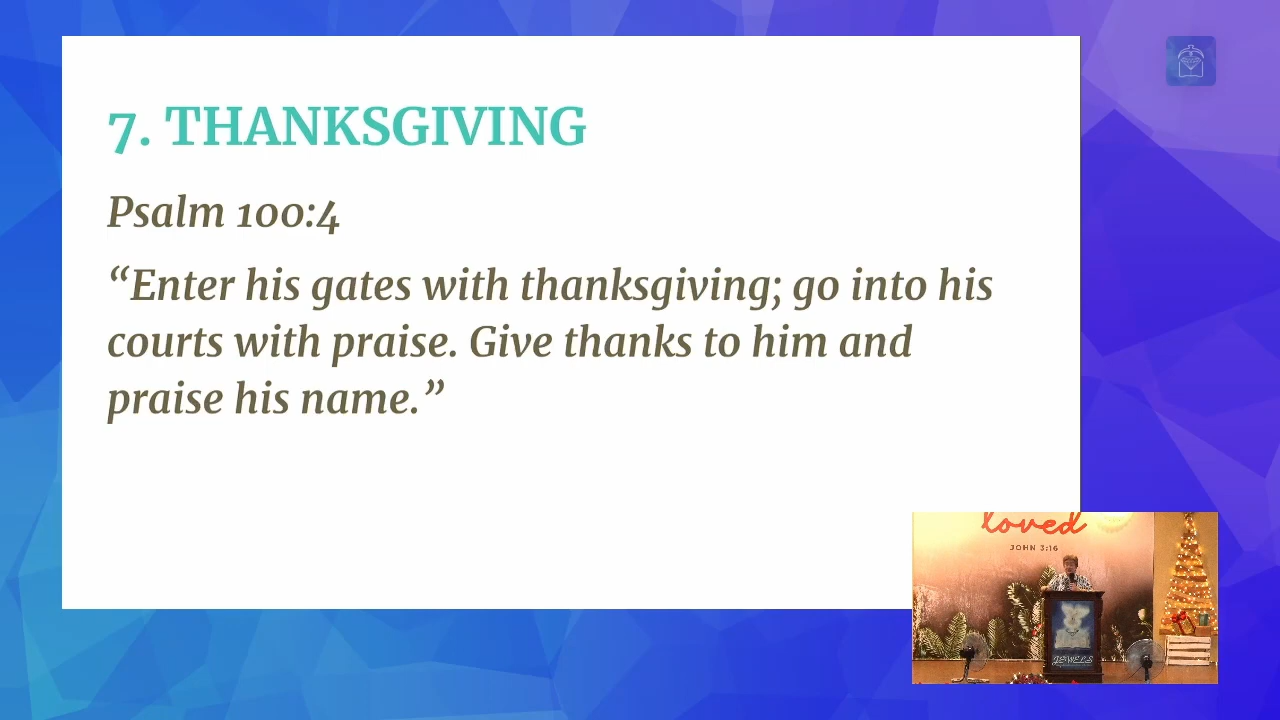 7. THANKSGIVING
Psalm 100:4
“Enter his gates with thanksgiving; go into his
courts with praise. Give thanks to him and
praise his name.”
loved
JOHN 3:16
JEWELS